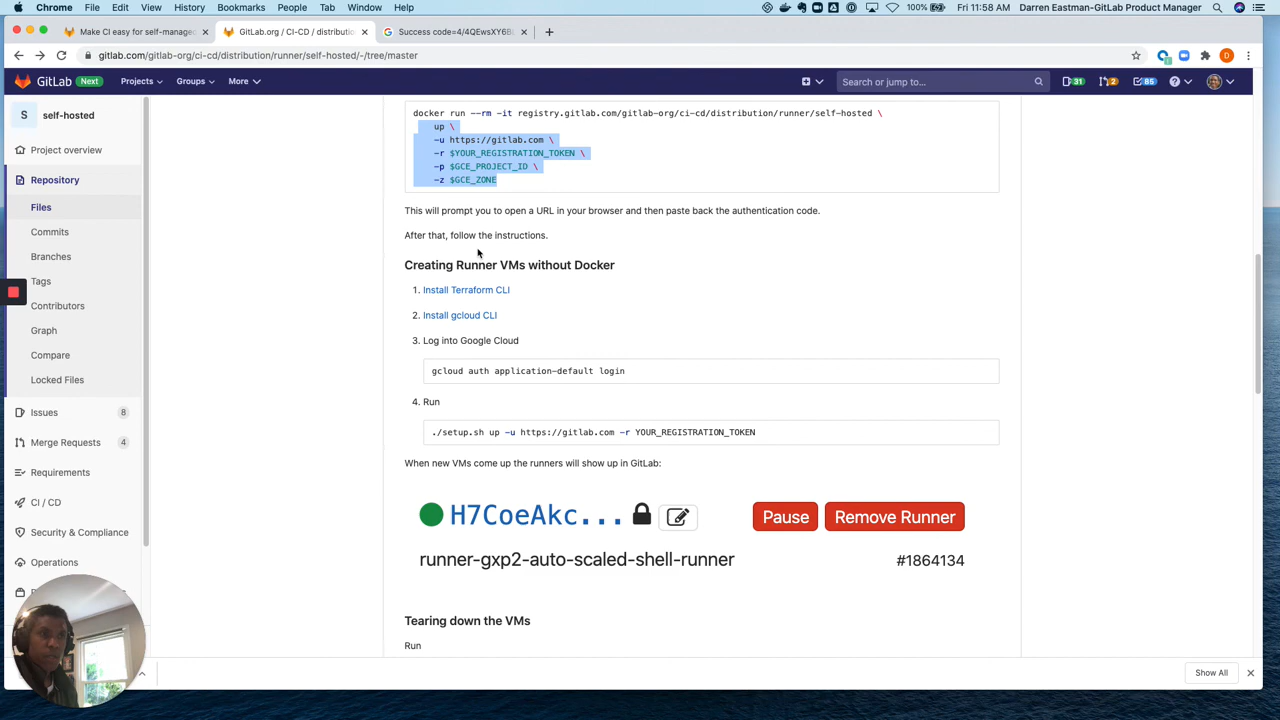 Chrome File Edit View History Bookmarks People Tab Window Help 100% Fri 11:58 AM Darren Eastman-GitLab Product Manager
Make CI easy for self-manage GitLab.org / CI-CD / distribution Success code=4/4QEwsXY6B
gitlab.com/gitlab-org/ci-cd/distribution/runner/self-hosted/-/tree/master
GitLab Next Projects Groups More Search or jump to... 31 2 85
S self-hosted
Project overview
Repository
Files
Commits
Branches
Tags
Contributors
Graph
Compare
Locked Files
Issues 8
Merge Requests 4
Requirements
CI / CD
Security & Compliance
Operations
docker run --rm -it registry.gitlab.com/gitlab-org/ci-cd/distribution/runner/self-hosted \
up \
-u https://gitlab.com \
-r $YOUR_REGISTRATION_TOKEN \
-p $GCE_PROJECT_ID \
-z $GCE_ZONE
This will prompt you to open a URL in your browser and then paste back the authentication code.
After that, follow the instructions.
Creating Runner VMs without Docker
1. Install Terraform CLI
2. Install gcloud CLI
3. Log into Google Cloud
gcloud auth application-default login
4. Run
./setup.sh up -u https://gitlab.com -r YOUR_REGISTRATION_TOKEN
When new VMs come up the runners will show up in GitLab:
H7CoeAkc... Pause Remove Runner
runner-gxp2-auto-scaled-shell-runner #1864134
Tearing down the VMs
Run
Show All